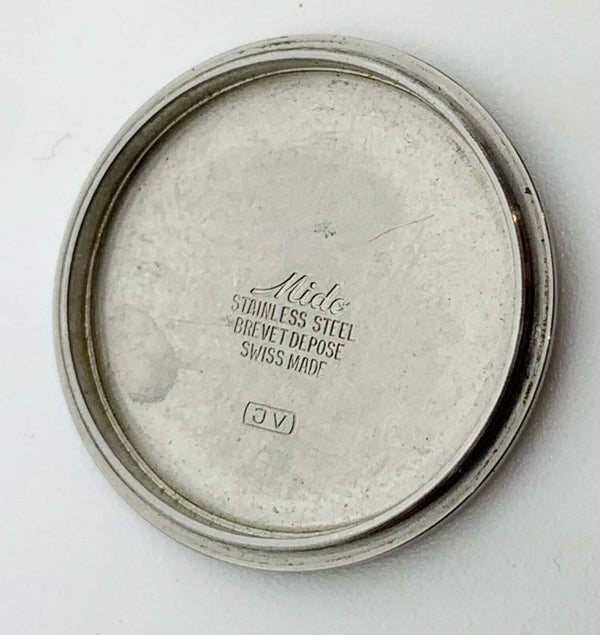 Mido
STAINLESS STEEL
BREVET DEPOSE
SWISS MADE
JV